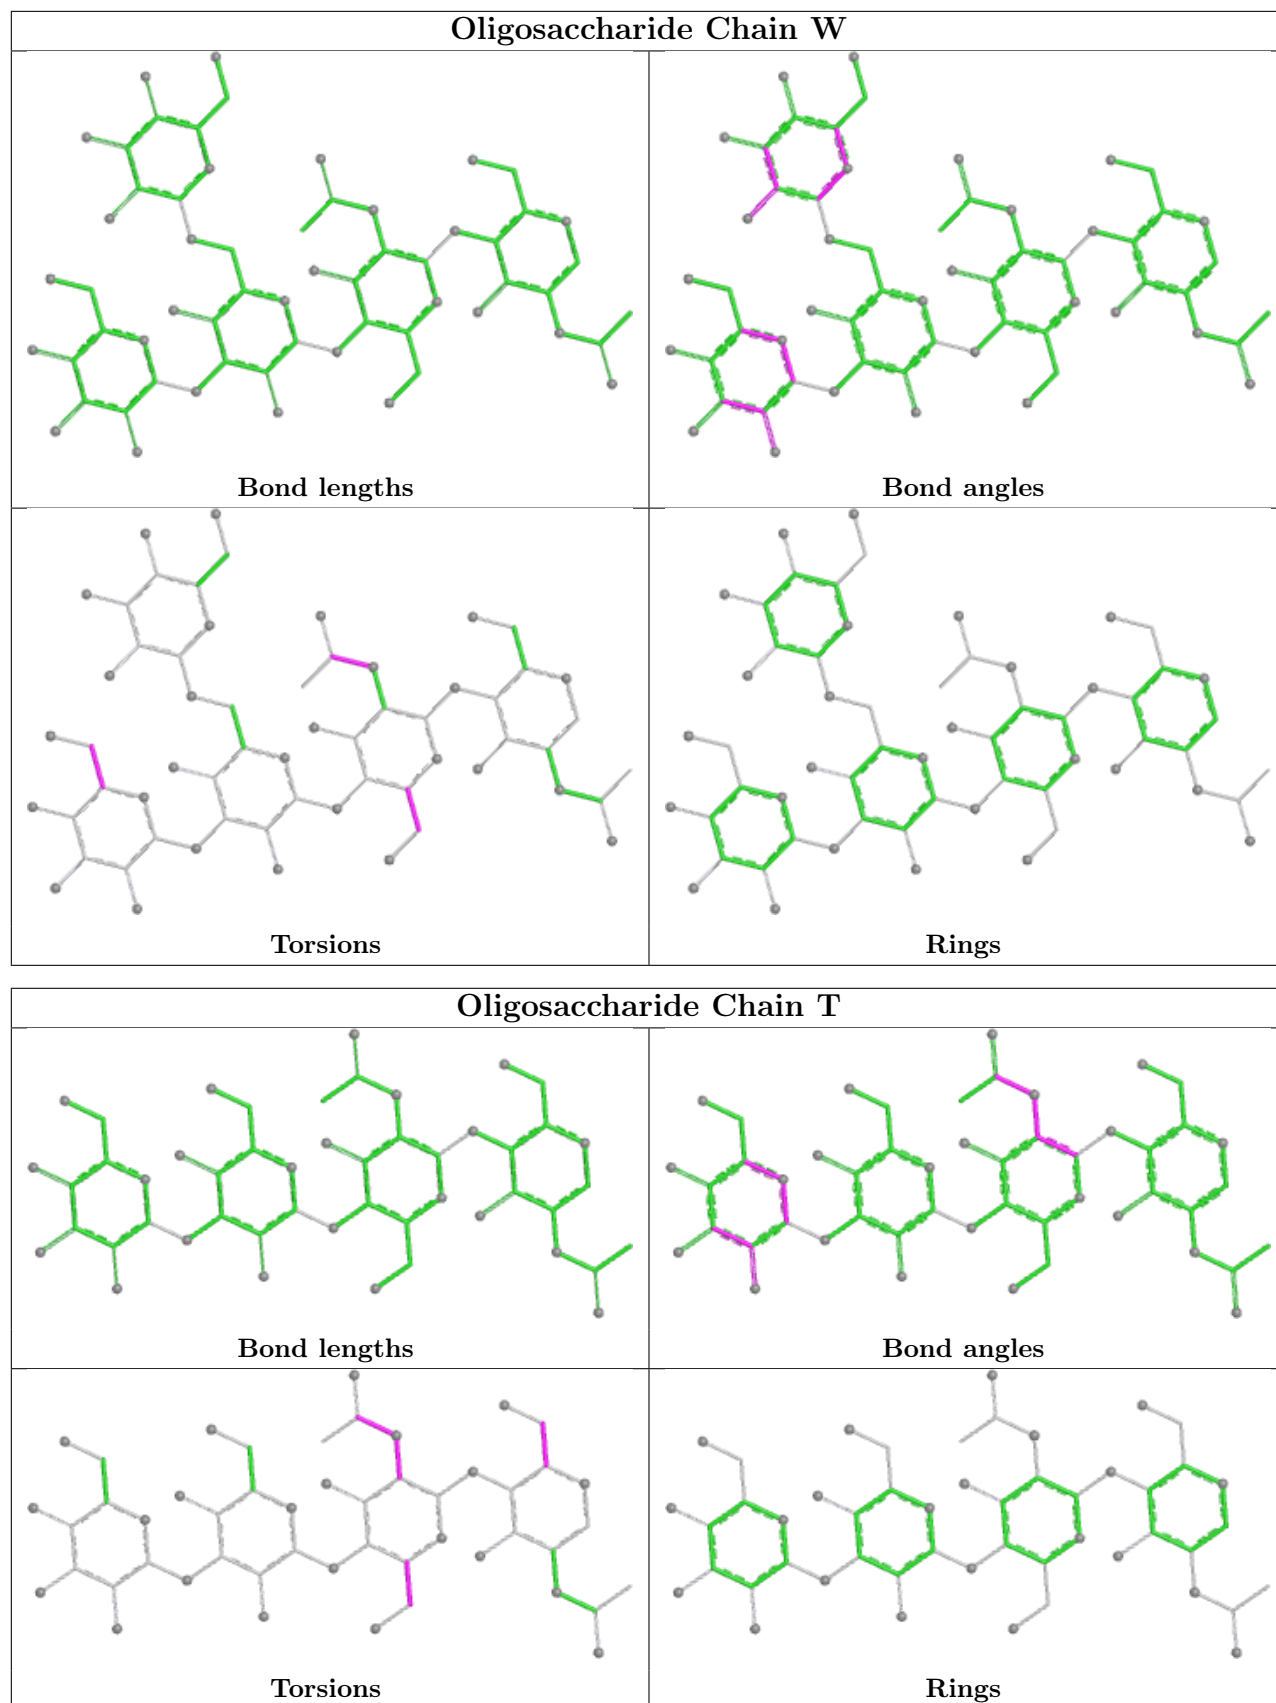 Oligosaccharide Chain W
Bond lengths
Bond angles
Torsions
Rings
Oligosaccharide Chain T
Bond lengths
Bond angles
Torsions
Rings